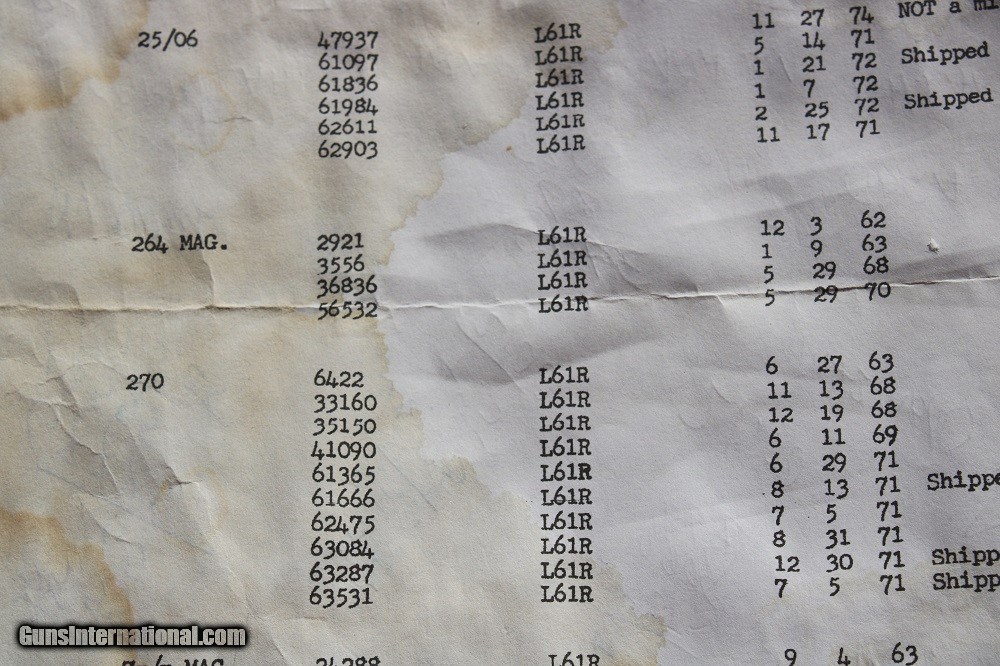 25/06 47937 L61R 11 27 74 NOT a mi
61097 L61R 5 14 71
61836 L61R 1 21 72 Shipped
61984 L61R 1 7 72
62611 L61R 2 25 72 Shipped
62903 L61R 11 17 71
264 MAG. 2921 L61R 12 3 62
3556 L61R 1 9 63
36836 L61R 5 29 68
56532 L61R 5 29 70
270 6422 L61R 6 27 63
33160 L61R 11 13 68
35150 L61R 12 19 68
41090 L61R 6 11 69
61365 L61R 6 29 71
61666 L61R 8 13 71 Shippe
62475 L61R 7 5 71
63084 L61R 8 31 71
63287 L61R 12 30 71 Shipp
63531 L61R 7 5 71 Shipp
MAG. 24288 L61R 9 4 63
GunsInternational.com